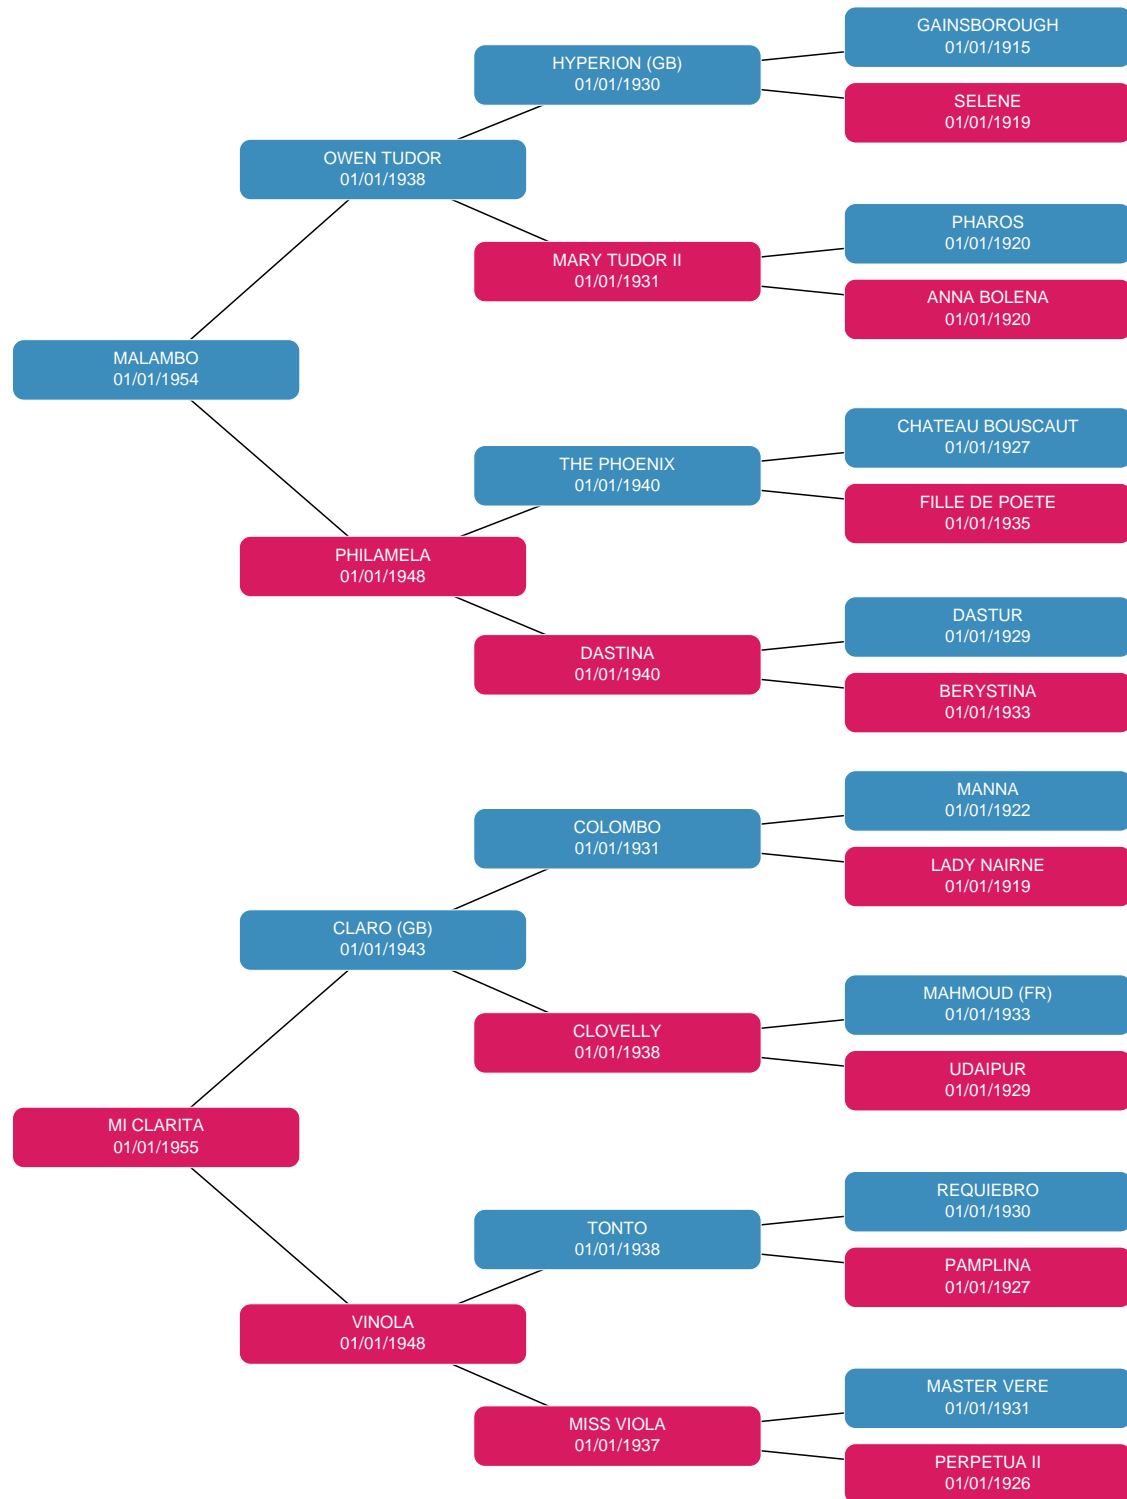 GAINSBOROUGH
01/01/1915
HYPERION (GB)
01/01/1930
SELENE
01/01/1919
OWEN TUDOR
01/01/1938
PHAROS
01/01/1920
MARY TUDOR II
01/01/1931
ANNA BOLENA
01/01/1920
MALAMBO
01/01/1954
CHATEAU BOUSCAUT
01/01/1927
THE PHOENIX
01/01/1940
FILLE DE POETE
01/01/1935
PHILAMELA
01/01/1948
DASTUR
01/01/1929
DASTINA
01/01/1940
BERYSTINA
01/01/1933
MANNA
01/01/1922
COLOMBO
01/01/1931
LADY NAIRNE
01/01/1919
CLARO (GB)
01/01/1943
MAHMOUD (FR)
01/01/1933
CLOVELLY
01/01/1938
UDAIPUR
01/01/1929
MI CLARITA
01/01/1955
REQUIEBRO
01/01/1930
TONTO
01/01/1938
PAMPLINA
01/01/1927
VINOLA
01/01/1948
MASTER VERE
01/01/1931
MISS VIOLA
01/01/1937
PERPETUA II
01/01/1926